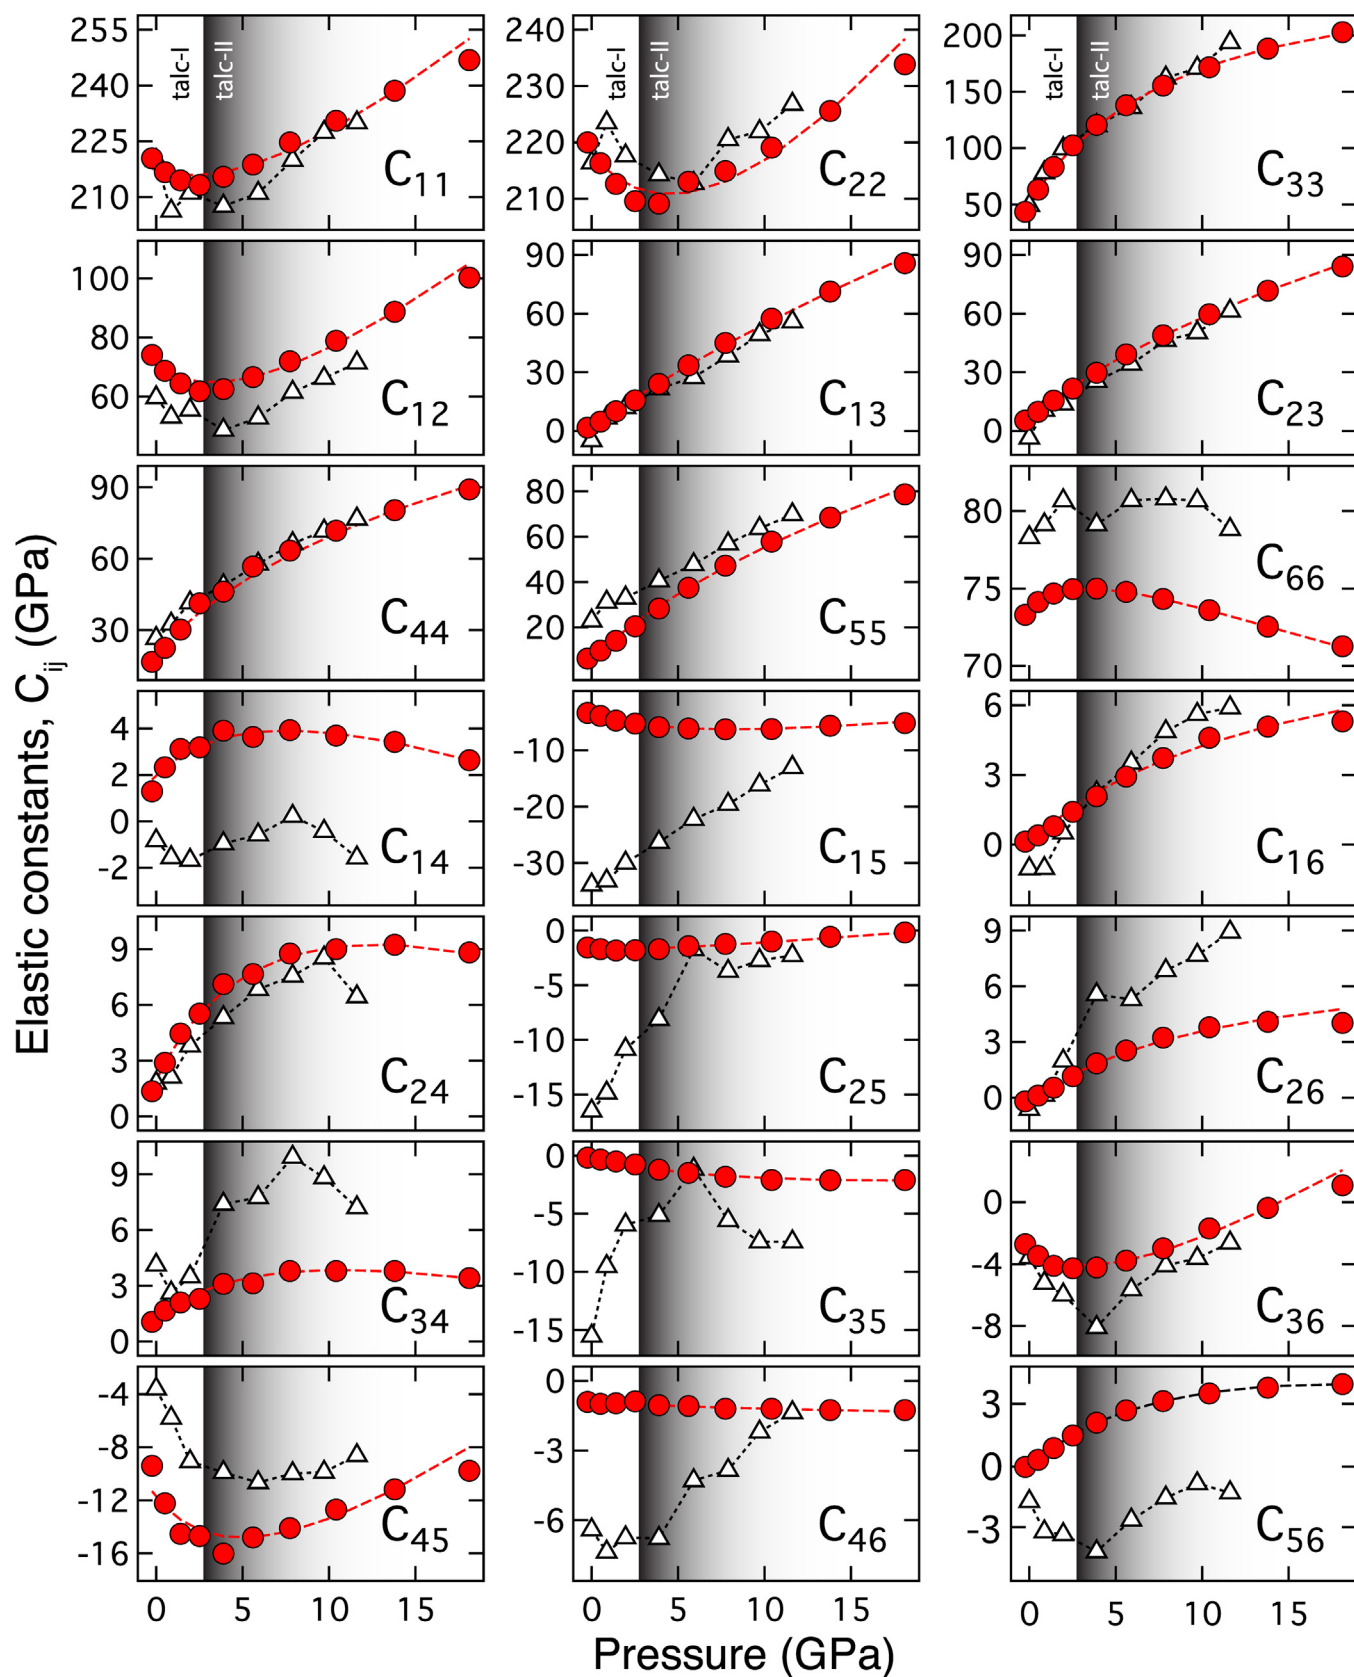 talc-I
talc-II
255
240
225
210
C11
talc-I
talc-II
240
230
220
210
C22
talc-I
talc-II
200
150
100
50
C33
100
80
60
C12
90
60
30
0
C13
90
60
30
0
C23
90
60
30
C44
80
60
40
20
C55
80
75
70
C66
Elastic constants, Cij (GPa)
4
2
0
-2
C14
-10
-20
-30
C15
6
3
0
C16
9
6
3
0
C24
0
-5
-10
-15
C25
9
6
3
0
C26
9
6
3
0
C34
0
-5
-10
-15
C35
0
-4
-8
C36
-4
-8
-12
-16
C45
0
-3
-6
C46
3
0
-3
C56
0 5 10 15
0 5 10 15
0 5 10 15
Pressure (GPa)